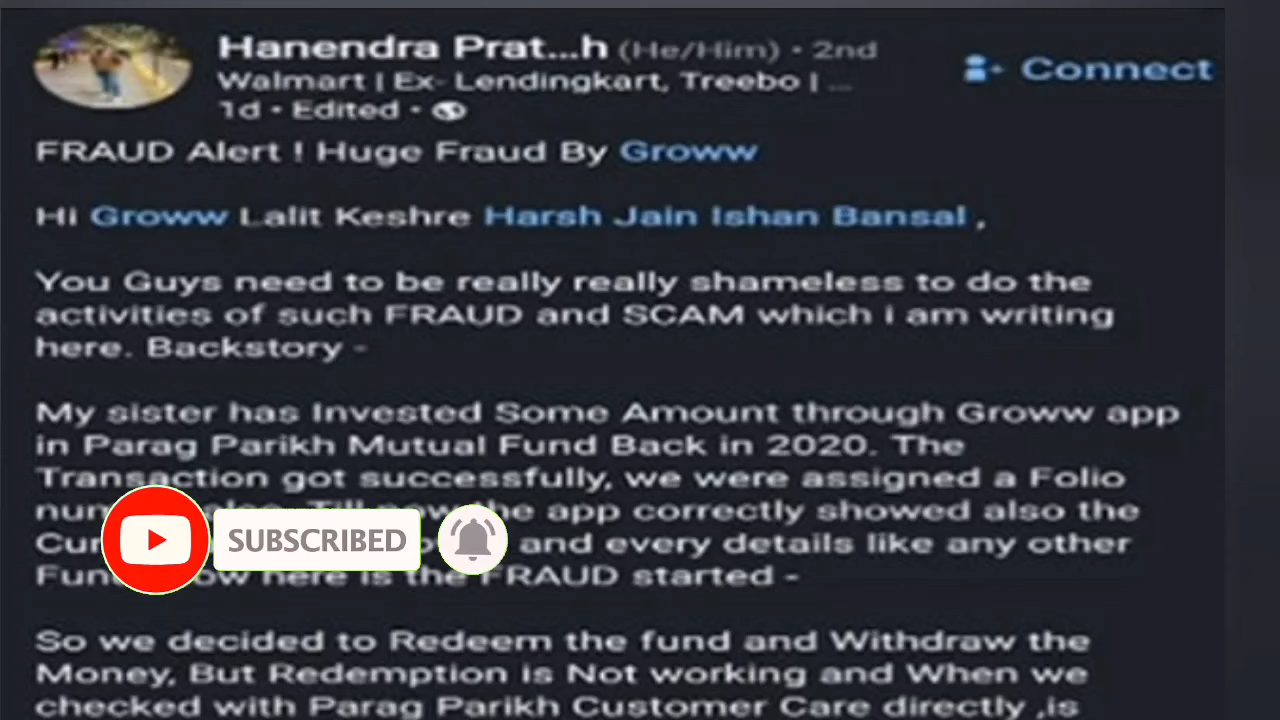 Hanendra Prat...h (He/Him) • 2nd
Connect
Walmart | Ex- Lendingkart, Treebo | ...
1d • Edited •
FRAUD Alert ! Huge Fraud By Groww
Hi Groww Lalit Keshre Harsh Jain Ishan Bansal ,
You Guys need to be really really shameless to do the
activities of such FRAUD and SCAM which i am writing
here. Backstory -
My sister has Invested Some Amount through Groww app
in Parag Parikh Mutual Fund Back in 2020. The
Transaction got successfully, we were assigned a Folio
the app correctly showed also the
and every details like any other
here is the FRAUD started -
SUBSCRIBED
So we decided to Redeem the fund and Withdraw the
Money, But Redemption is Not working and When we
checked with Parag Parikh Customer Care directly ,is